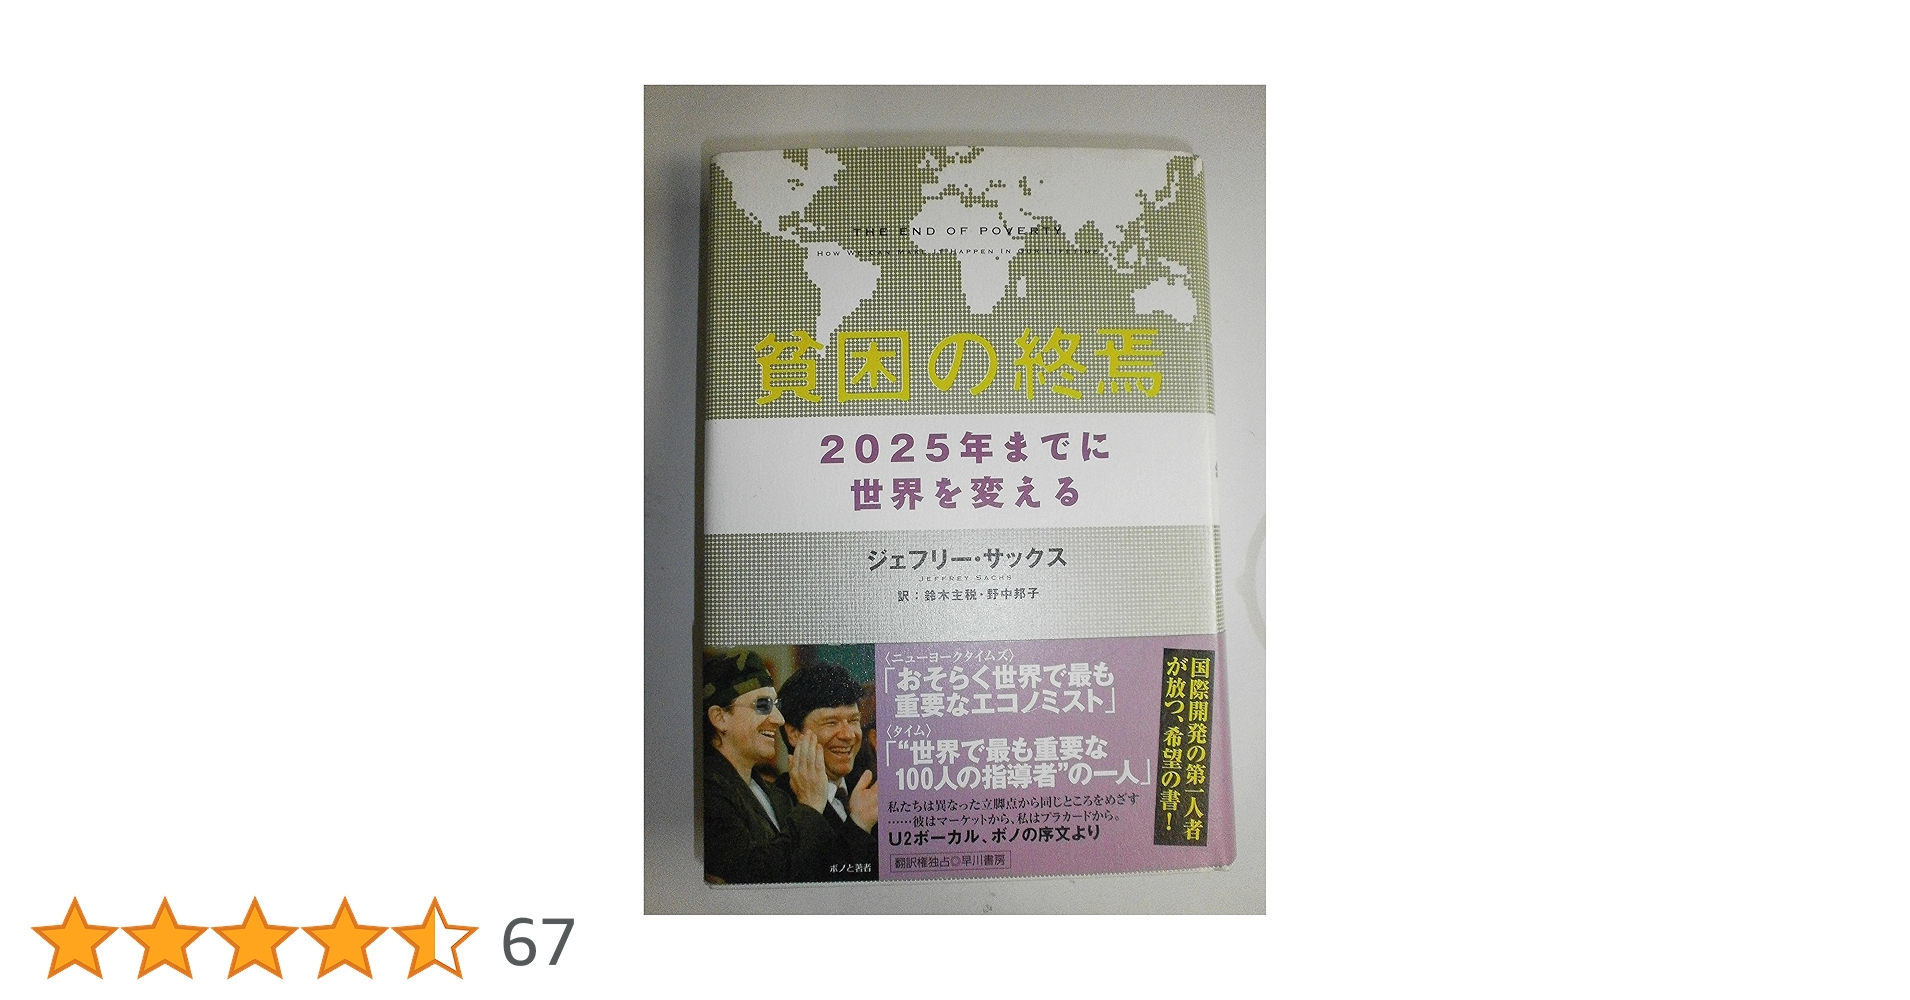 THE END OF POVERTY
HOW WE CAN MAKE IT HAPPEN IN OUR LIFETIME
貧困の終焉
2025年までに
世界を変える
ジェフリー・サックス
JEFFREY SACHS
訳：鈴木主税・野中邦子
〈ニューヨークタイムズ〉
「おそらく世界で最も
重要なエコノミスト」
〈タイム〉
「“世界で最も重要な
100人の指導者”の一人」
私たちは異なった立脚点から同じところをめざす
……彼はマーケットから、私はプラカードから。
U2ボーカル、ボノの序文より
翻訳権独占◎早川書房
国際開発の第一人者
が放つ、希望の書！
ボノと著者
67